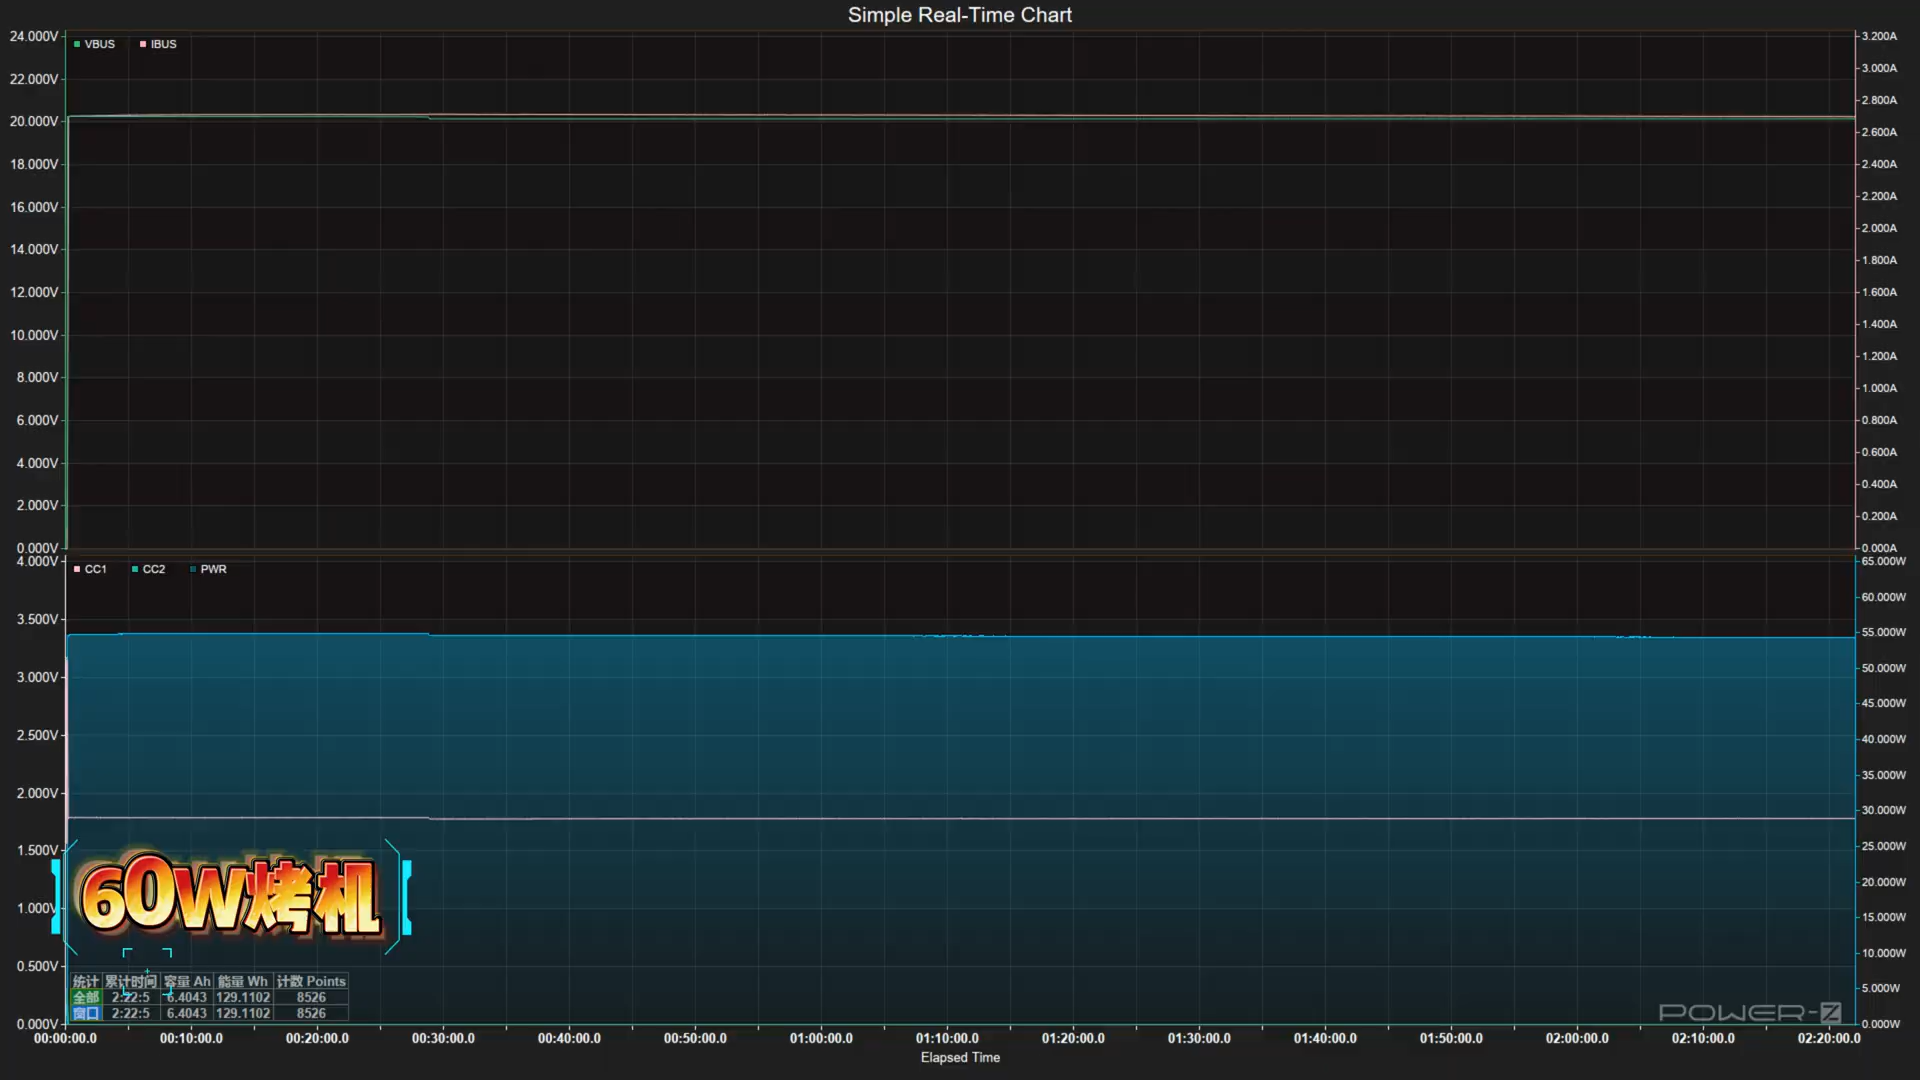 Simple Real-Time Chart
VBUS IBUS
24.000V
22.000V
20.000V
18.000V
16.000V
14.000V
12.000V
10.000V
8.000V
6.000V
4.000V
2.000V
0.000V
3.200A
3.000A
2.800A
2.600A
2.400A
2.200A
2.000A
1.800A
1.600A
1.400A
1.200A
1.000A
0.800A
0.600A
0.400A
0.200A
0.000A
CC1 CC2 PWR
4.000V
3.500V
3.000V
2.500V
2.000V
1.500V
1.000V
0.500V
0.000V
65.000W
60.000W
55.000W
50.000W
45.000W
40.000W
35.000W
30.000W
25.000W
20.000W
15.000W
10.000W
5.000W
0.000W
60W烤机
统计 累计时间 容量 Ah 能量 Wh 计数 Points
全部 2:22:5 6.4043 129.1102 8526
窗口 2:22:5 6.4043 129.1102 8526
POWER-Z
00:00:00.0 00:10:00.0 00:20:00.0 00:30:00.0 00:40:00.0 00:50:00.0 01:00:00.0 01:10:00.0 01:20:00.0 01:30:00.0 01:40:00.0 01:50:00.0 02:00:00.0 02:10:00.0 02:20:00.0
Elapsed Time